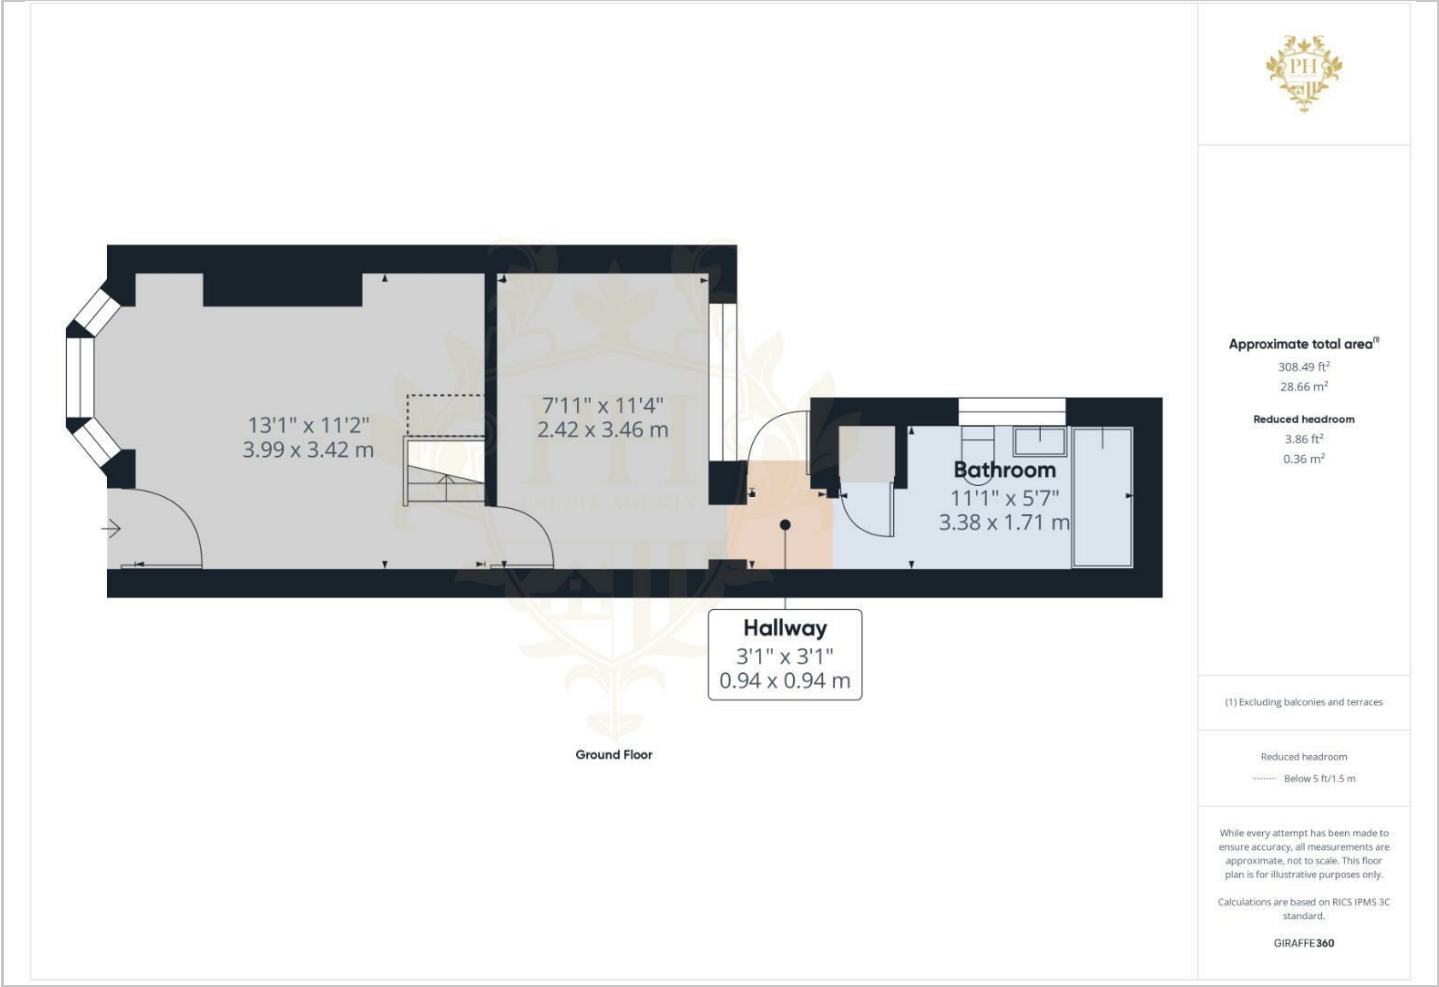 PH
13'1" x 11'2"
3.99 x 3.42 m
7'11" x 11'4"
2.42 x 3.46 m
Bathroom
11'1" x 5'7"
3.38 x 1.71 m
PH
ESTATE AGENTS
Hallway
3'1" x 3'1"
0.94 x 0.94 m
Ground Floor
Approximate total area(1)
308.49 ft²
28.66 m²
Reduced headroom
3.86 ft²
0.36 m²
(1) Excluding balconies and terraces
Reduced headroom
Below 5 ft/1.5 m
While every attempt has been made to
ensure accuracy, all measurements are
approximate, not to scale. This floor
plan is for illustrative purposes only.
Calculations are based on RICS IPMS 3C
standard.
GIRAFFE360